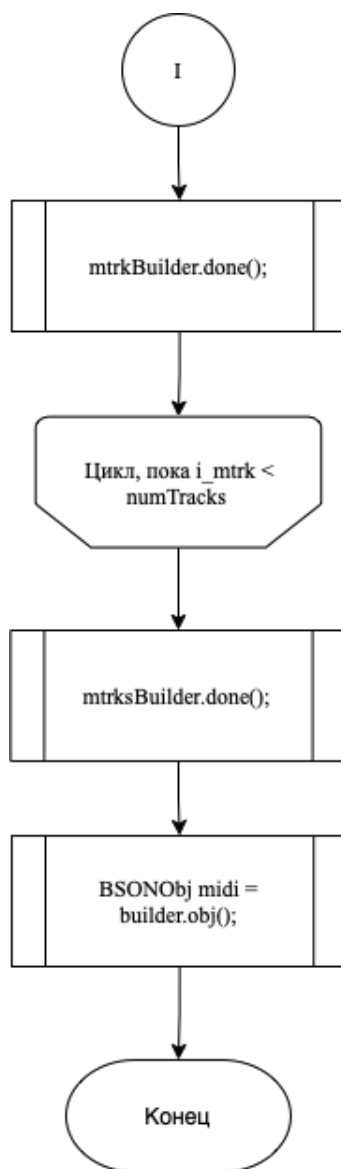 I
mtrkBuilder.done();
Цикл, пока i_mtrk <
numTracks
mtrksBuilder.done();
BSONObj midi =
builder.obj();
Конец